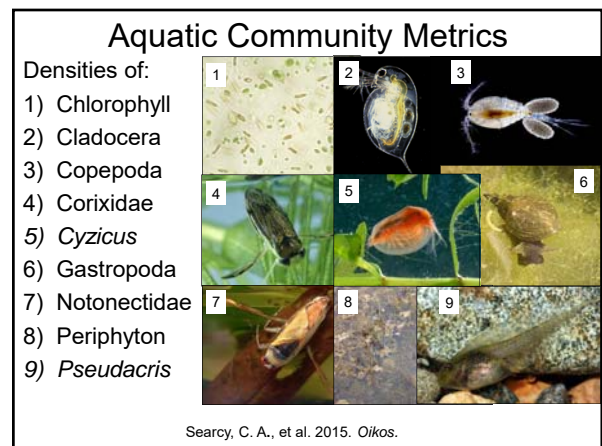 Aquatic Community Metrics
Densities of:
1) Chlorophyll
2) Cladocera
3) Copepoda
4) Corixidae
5) Cyzicus
6) Gastropoda
7) Notonectidae
8) Periphyton
9) Pseudacris
1
2
3
4
5
6
7
8
9
Searcy, C. A., et al. 2015. Oikos.